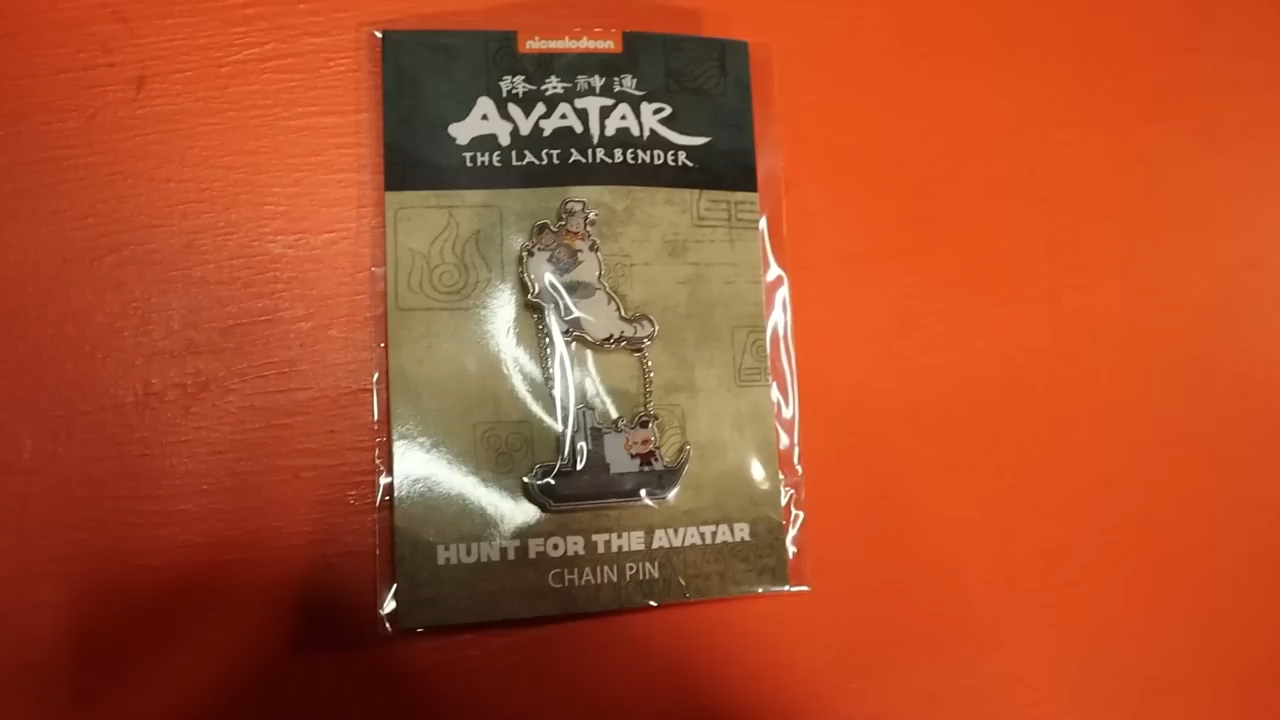 nickelodeon
降去神通
AVATAR
THE LAST AIRBENDER
HUNT FOR THE AVATAR
CHAIN PIN